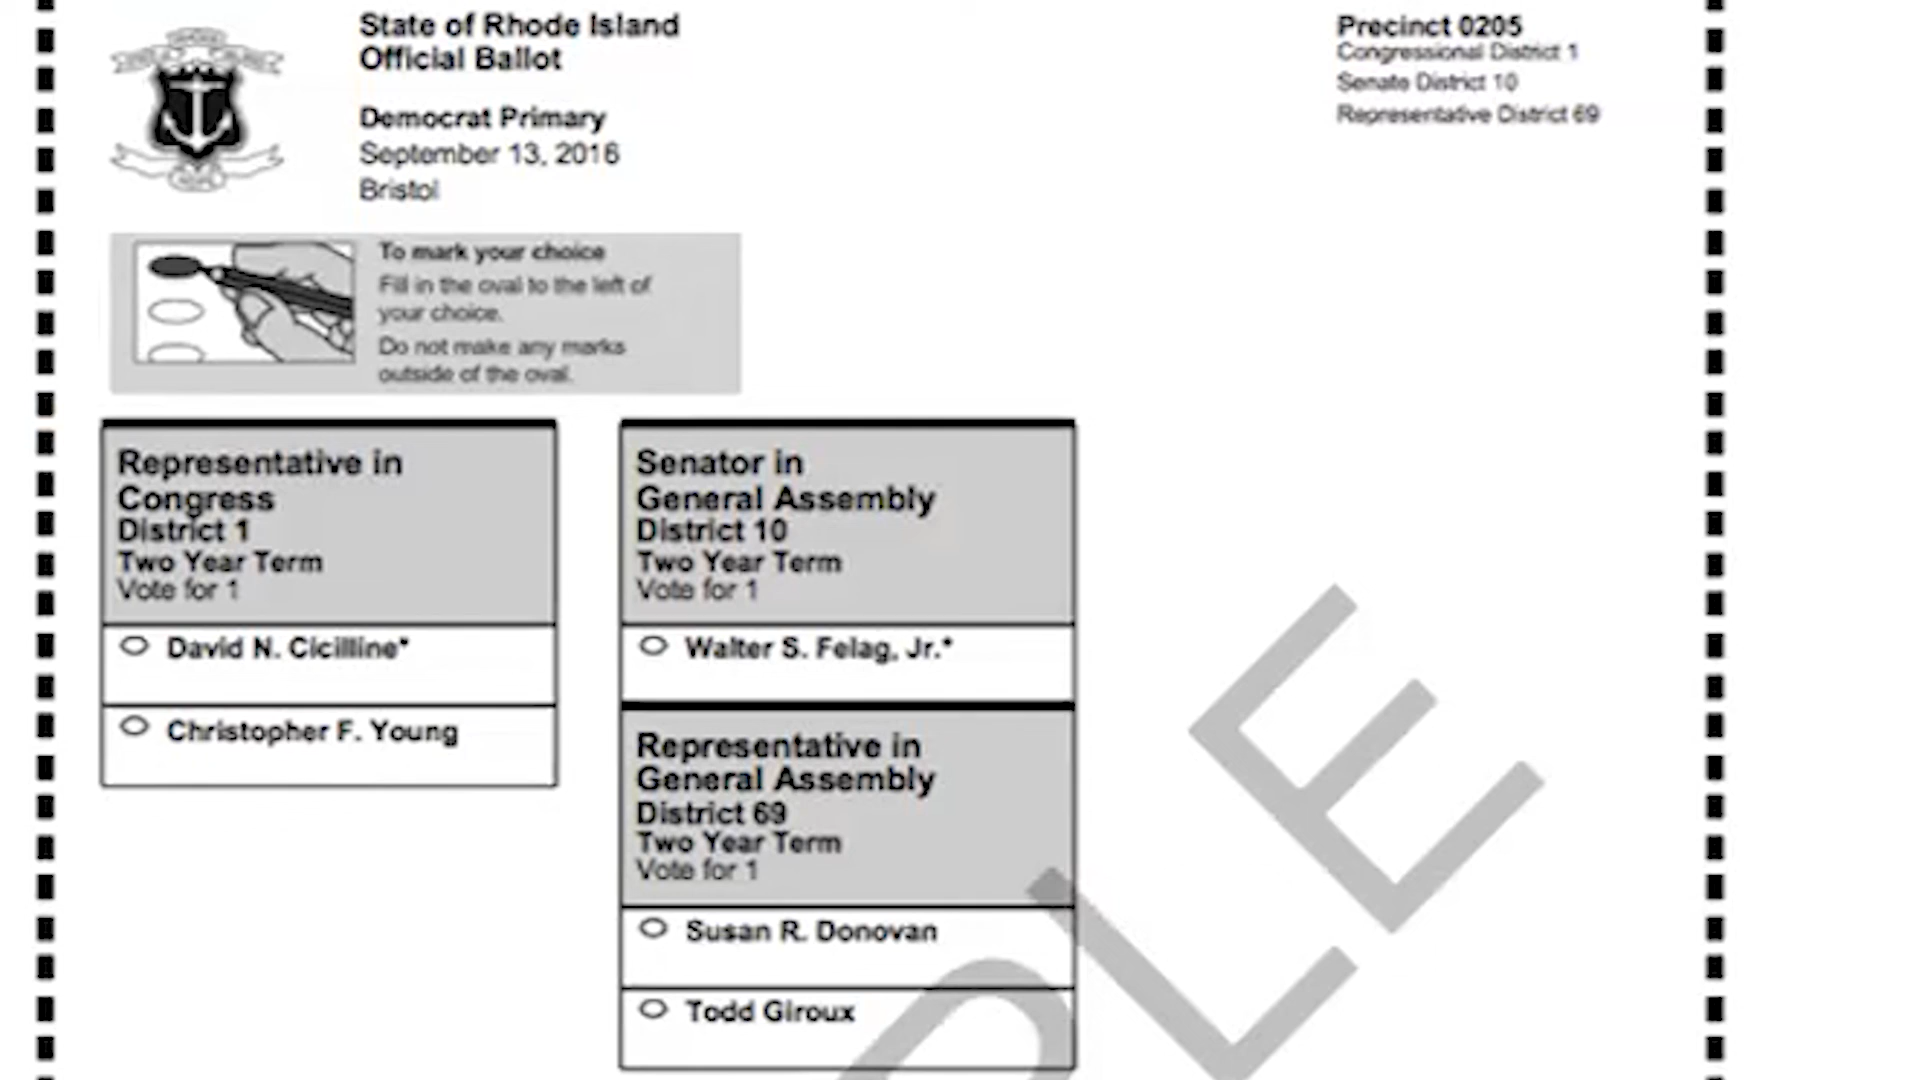 State of Rhode Island
Official Ballot
Democrat Primary
September 13, 2016
Bristol
Precinct 0205
Congressional District 1
Senate District 10
Representative District 69
To mark your choice
Fill in the oval to the left of
your choice.
Do not make any marks
outside of the oval.
Representative in
Congress
District 1
Two Year Term
Vote for 1
David N. Cicilline*
Christopher F. Young
Senator in
General Assembly
District 10
Two Year Term
Vote for 1
Walter S. Felag, Jr.*
Representative in
General Assembly
District 69
Two Year Term
Vote for 1
Susan R. Donovan
Todd Giroux
PLE